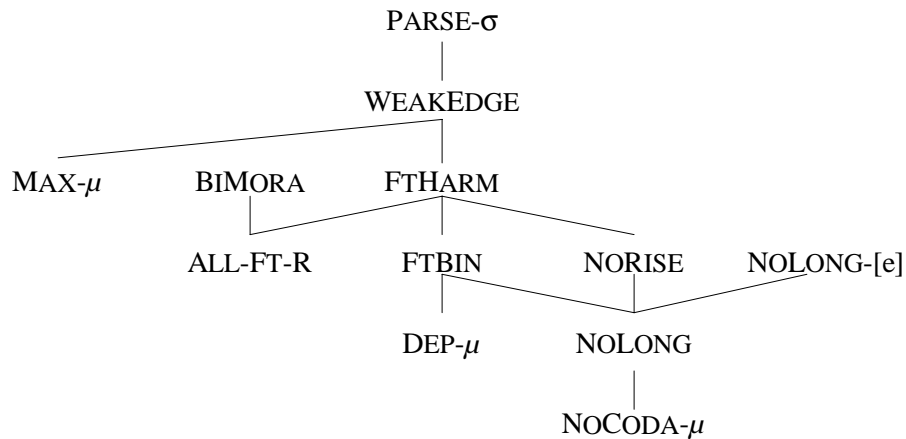 PARSE-σ
WEAKEDGE
MAX-μ BIMORA FTHARM
ALL-FT-R FTBIN NORISE NOLONG-[e]
DEP-μ NOLONG
NOCODA-μ